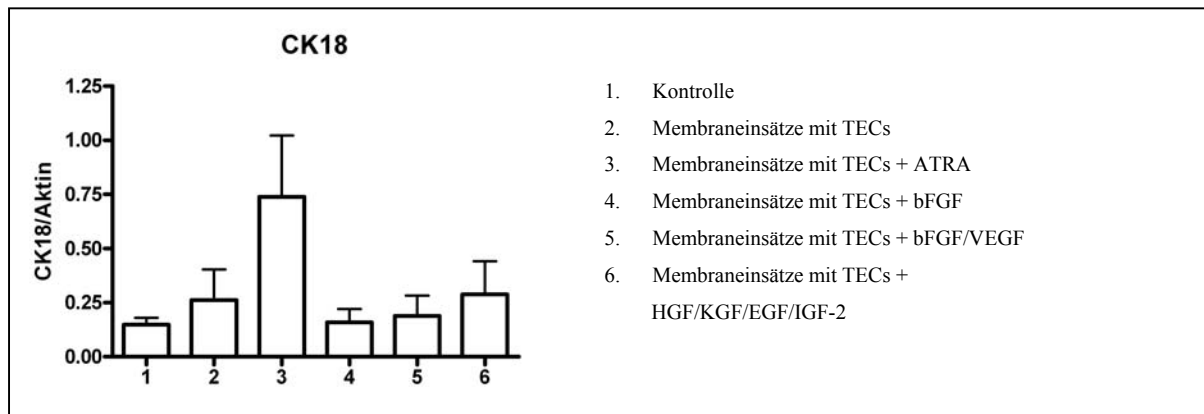 CK18
CK18/Aktin
1.25
1.00
0.75
0.50
0.25
0.00
1 2 3 4 5 6
1. Kontrolle
2. Membraneinsätze mit TECs
3. Membraneinsätze mit TECs + ATRA
4. Membraneinsätze mit TECs + bFGF
5. Membraneinsätze mit TECs + bFGF/VEGF
6. Membraneinsätze mit TECs +
HGF/KGF/EGF/IGF-2